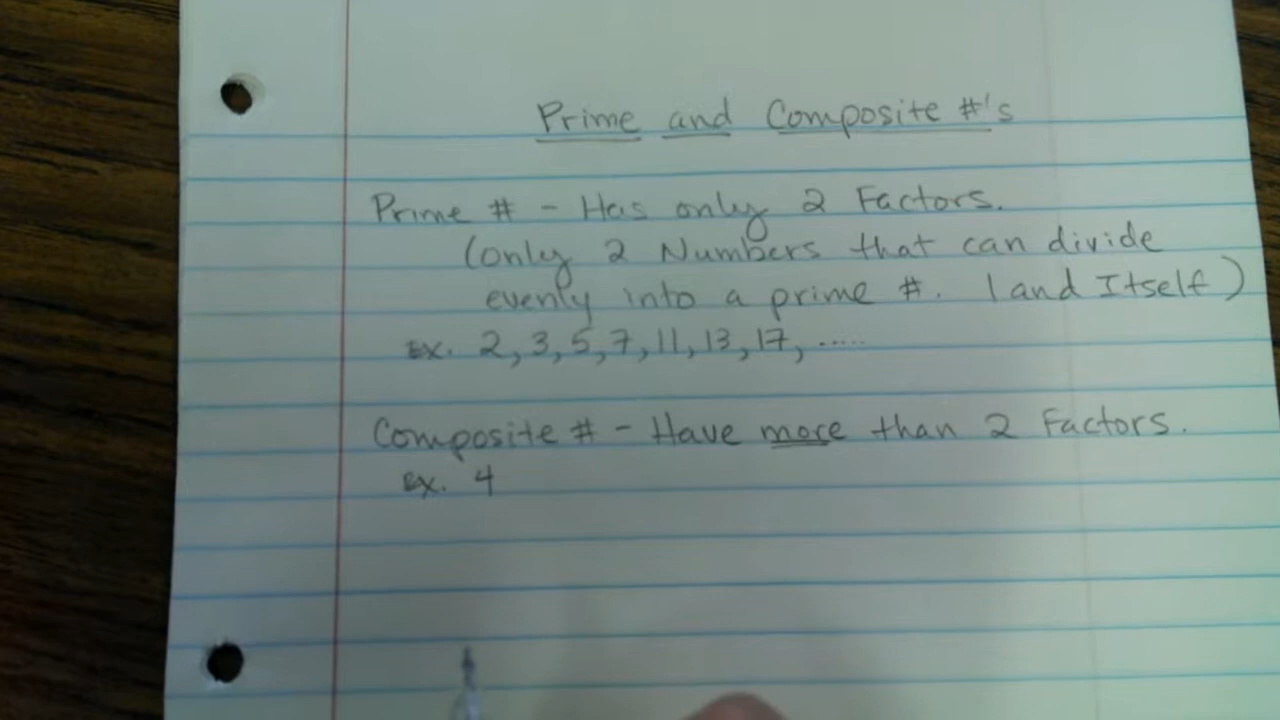 Prime and Composite #'s
Prime # - Has only 2 Factors.
(only 2 Numbers that can divide
evenly into a prime #. 1 and Itself)
Ex. 2, 3, 5, 7, 11, 13, 17, .....
Composite # - Have more than 2 Factors.
Ex. 4